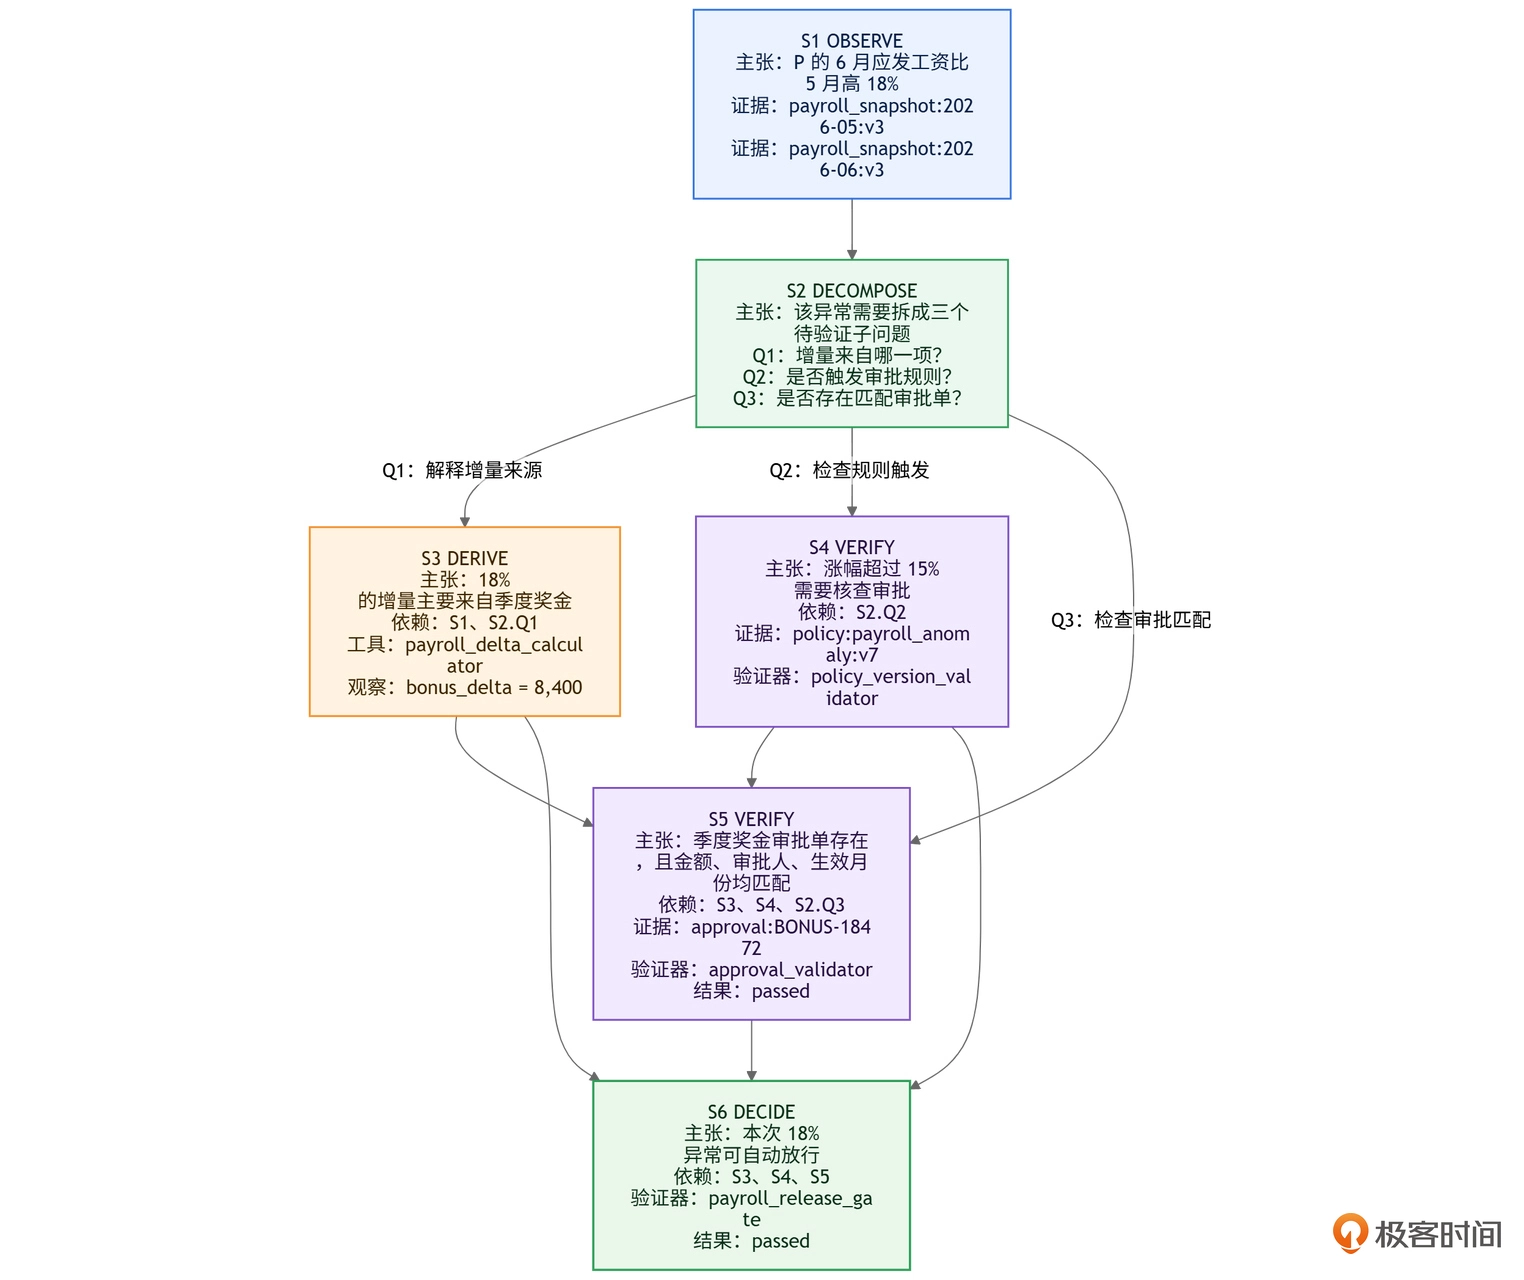 S1 OBSERVE
主张：P 的 6 月应发工资比
5 月高 18%
证据：payroll_snapshot:202
6-05:v3
证据：payroll_snapshot:202
6-06:v3
S2 DECOMPOSE
主张：该异常需要拆成三个
待验证子问题
Q1：增量来自哪一项？
Q2：是否触发审批规则？
Q3：是否存在匹配审批单？
Q1：解释增量来源
Q2：检查规则触发
Q3：检查审批匹配
S3 DERIVE
主张：18%
的增量主要来自季度奖金
依赖：S1、S2.Q1
工具：payroll_delta_calcul
ator
观察：bonus_delta = 8,400
S4 VERIFY
主张：涨幅超过 15%
需要核查审批
依赖：S2.Q2
证据：policy:payroll_anom
aly:v7
验证器：policy_version_val
idator
S5 VERIFY
主张：季度奖金审批单存在
，且金额、审批人、生效月
份均匹配
依赖：S3、S4、S2.Q3
证据：approval:BONUS-184
72
验证器：approval_validator
结果：passed
S6 DECIDE
主张：本次 18%
异常可自动放行
依赖：S3、S4、S5
验证器：payroll_release_ga
te
结果：passed
极客时间